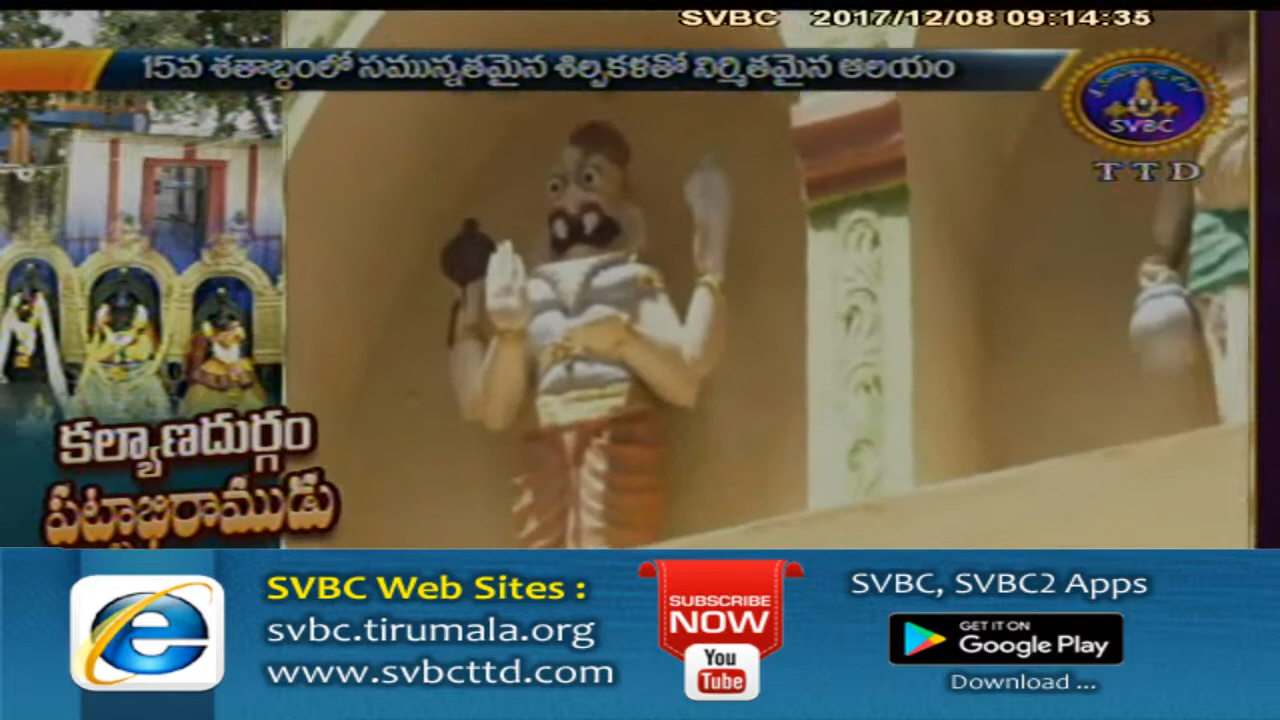 SVBC 2017/12/08 09:14:35
15వ శతాబ్దంలో సమున్నతమైన శిల్పకళతో నిర్మితమైన ఆలయం
SVBC
TTD
కల్యాణదుర్గం
పట్టాభిరాముడు
SVBC Web Sites :
svbc.tirumala.org
www.svbcttd.com
SUBSCRIBE
NOW
You
Tube
SVBC, SVBC2 Apps
GET IT ON
Google Play
Download ...